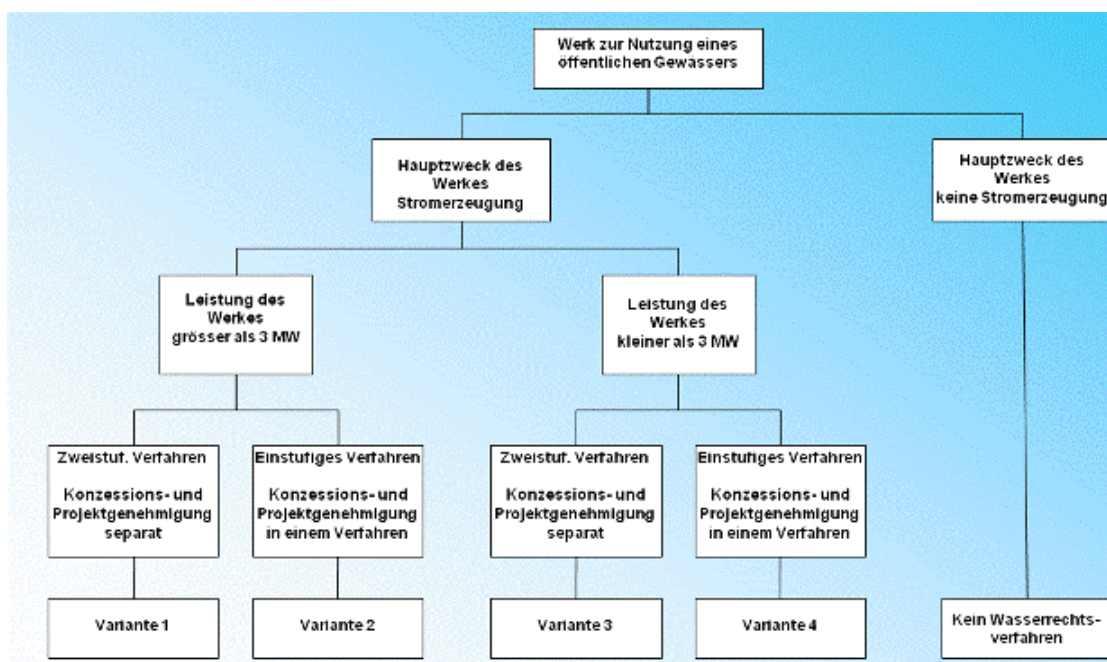 Werk zur Nutzung eines
öffentlichen Gewässers
Hauptzweck des
Werkes
Stromerzeugung
Hauptzweck des
Werkes
keine Stromerzeugung
Leistung des
Werkes
grösser als 3 MW
Leistung des
Werkes
kleiner als 3 MW
Zweistuf. Verfahren
Konzessions- und
Projektgenehmigung
separat
Einstufiges Verfahren
Konzessions- und
Projektgenehmigung
in einem Verfahren
Zweistuf. Verfahren
Konzessions- und
Projektgenehmigung
separat
Einstufiges Verfahren
Konzessions- und
Projektgenehmigung
in einem Verfahren
Variante 1
Variante 2
Variante 3
Variante 4
Kein Wasserrechts-
verfahren